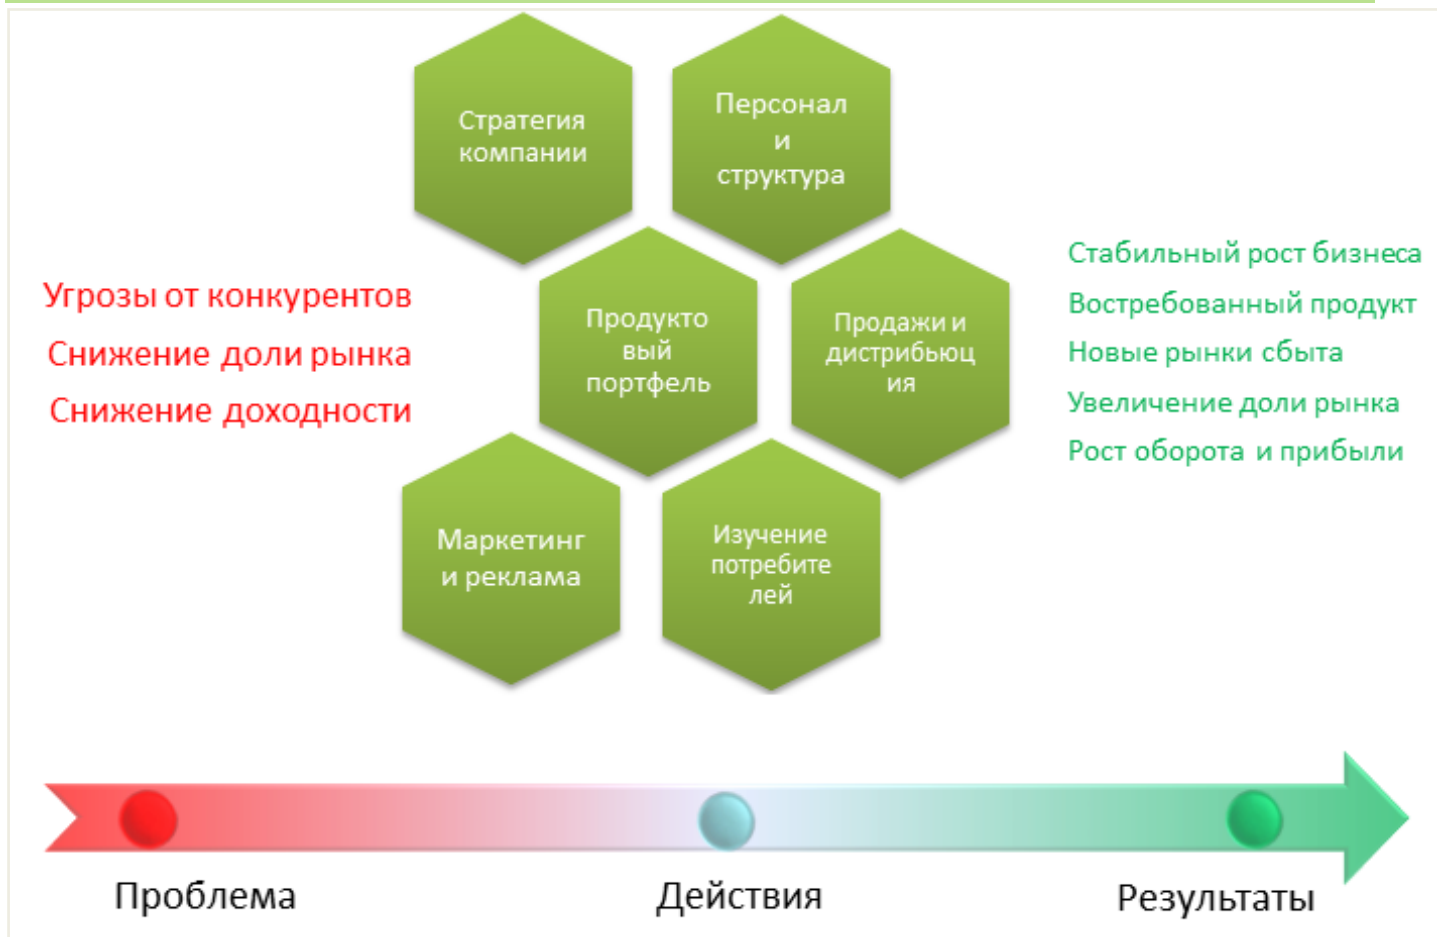 Стратегия
компании
Персонал
и
структура
Угрозы от конкурентов
Снижение доли рынка
Снижение доходности
Продукто
вый
портфель
Продажи и
дистрибьюц
ия
Маркетинг
и реклама
Изучение
потребите
лей
Стабильный рост бизнеса
Востребованный продукт
Новые рынки сбыта
Увеличение доли рынка
Рост оборота и прибыли
Проблема
Действия
Результаты